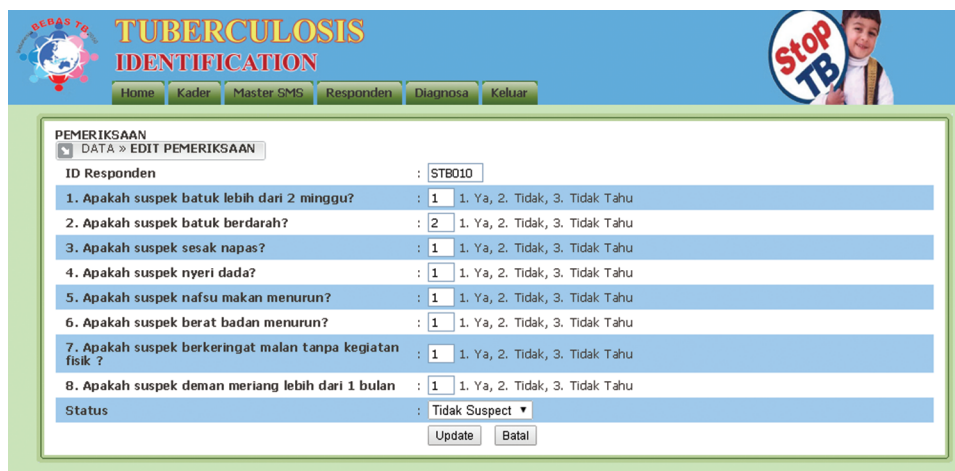 BEBAS TB
TUBERCULOSIS
IDENTIFICATION
Stop
TB
Home Kader Master SMS Responden Diagnosa Keluar
PEMERIKSAAN
DATA » EDIT PEMERIKSAAN
ID Responden : STB010
1. Apakah suspek batuk lebih dari 2 minggu? : 1 1. Ya, 2. Tidak, 3. Tidak Tahu
2. Apakah suspek batuk berdarah? : 2 1. Ya, 2. Tidak, 3. Tidak Tahu
3. Apakah suspek sesak napas? : 1 1. Ya, 2. Tidak, 3. Tidak Tahu
4. Apakah suspek nyeri dada? : 1 1. Ya, 2. Tidak, 3. Tidak Tahu
5. Apakah suspek nafsu makan menurun? : 1 1. Ya, 2. Tidak, 3. Tidak Tahu
6. Apakah suspek berat badan menurun? : 1 1. Ya, 2. Tidak, 3. Tidak Tahu
7. Apakah suspek berkeringat malan tanpa kegiatan
fisik ? : 1 1. Ya, 2. Tidak, 3. Tidak Tahu
8. Apakah suspek deman meriang lebih dari 1 bulan : 1 1. Ya, 2. Tidak, 3. Tidak Tahu
Status : Tidak Suspect
Update Batal